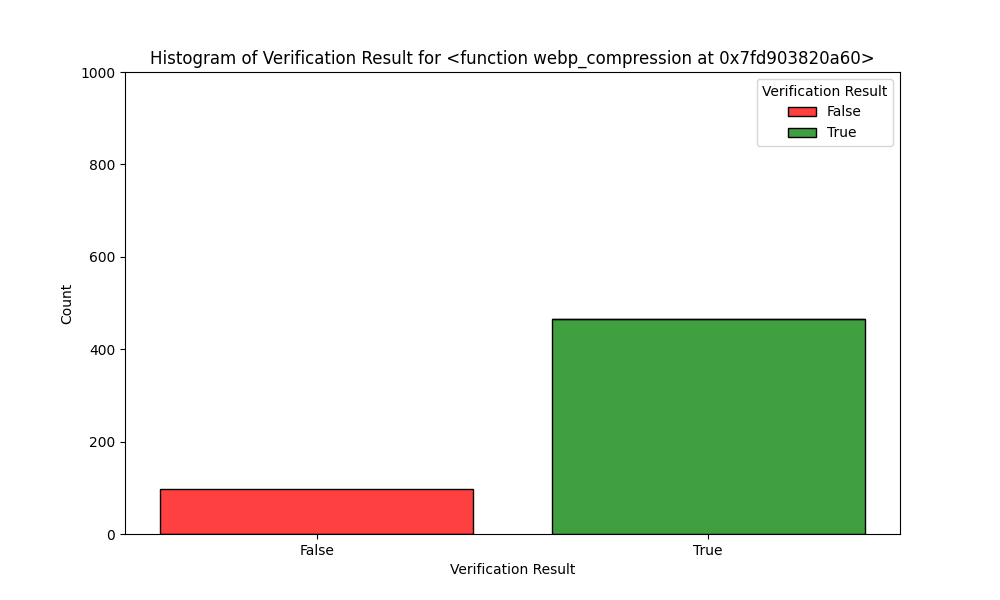 Histogram of Verification Result for <function webp_compression at 0x7fd903820a60>
1000
800
600
400
200
0
Count
Verification Result
False
True
False
True
Verification Result